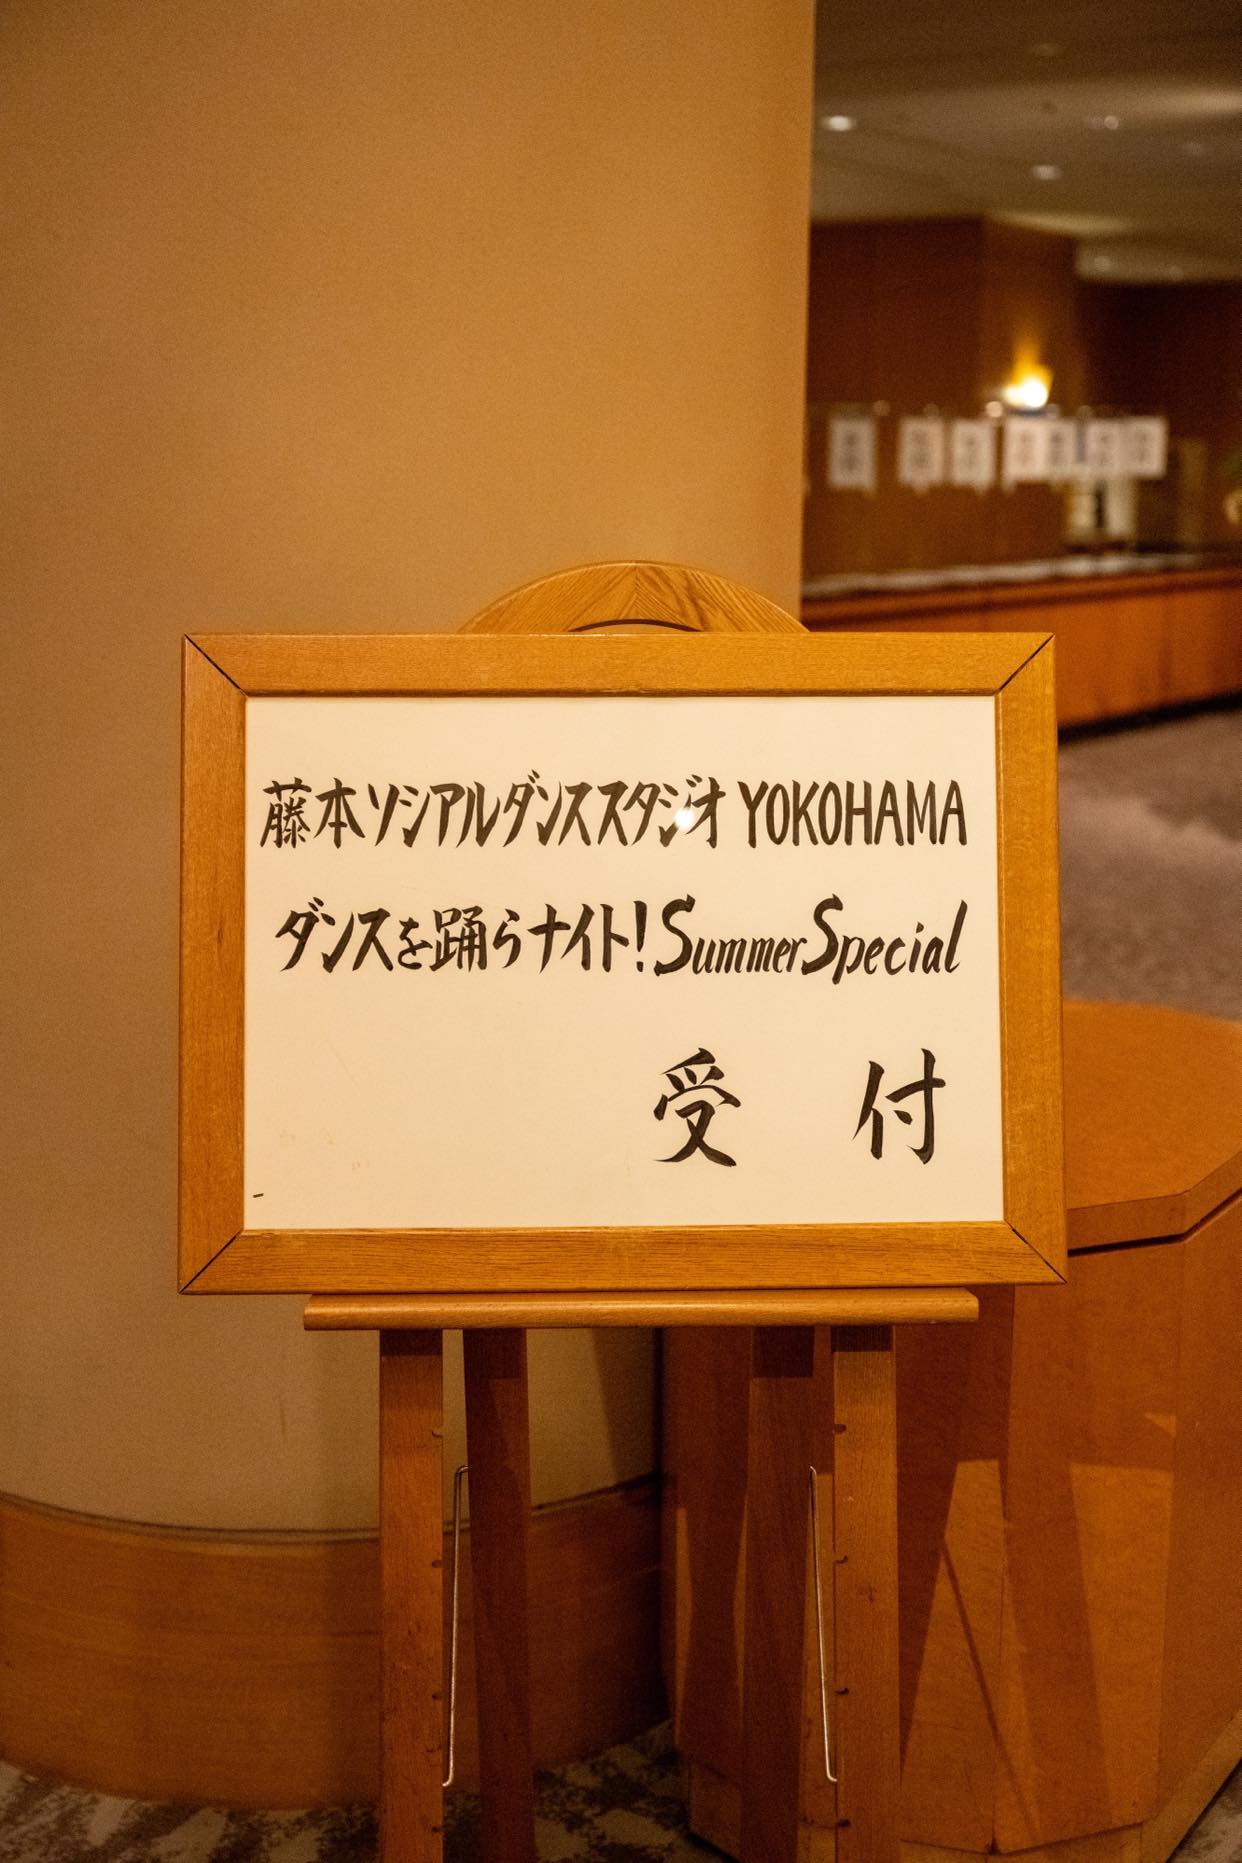 藤本ソシアルダンススタジオ YOKOHAMA
ダンスを踊らナイト! Summer Special
受付